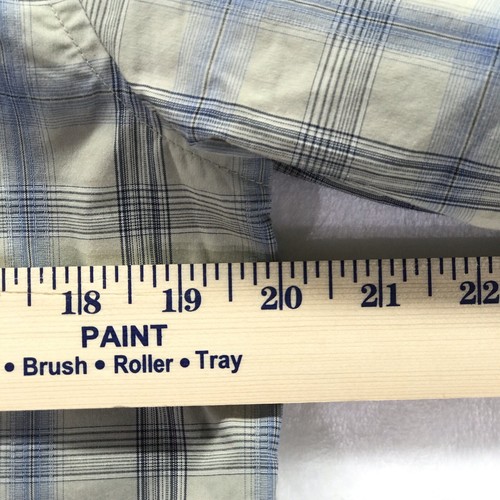 18 19 20 21 22
PAINT
• Brush • Roller • Tray